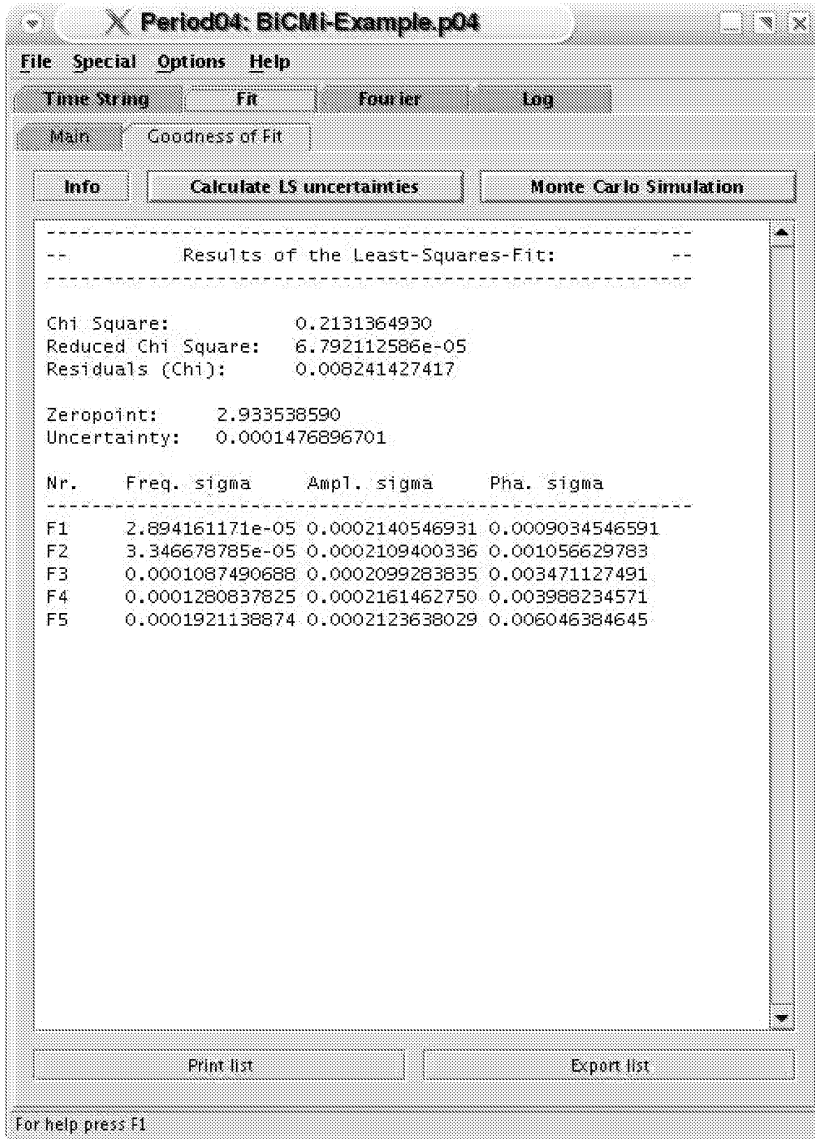 Period04: BiCMi-Example.p04
File Special Options Help
Time String Fit Fourier Log
Main Goodness of Fit
Info Calculate LS uncertainties Monte Carlo Simulation
---------------------------------------------------------
-- Results of the Least-Squares-Fit: --
---------------------------------------------------------
Chi Square: 0.2131364930
Reduced Chi Square: 6.792112586e-05
Residuals (Chi): 0.008241427417
Zeropoint: 2.933538590
Uncertainty: 0.0001476896701
Nr. Freq. sigma Ampl. sigma Pha. sigma
---------------------------------------------------------
F1 2.894161171e-05 0.0002140546931 0.0009034546591
F2 3.346678785e-05 0.0002109400336 0.001056629783
F3 0.0001087490688 0.0002099283835 0.003471127491
F4 0.0001280837825 0.0002161462750 0.003988234571
F5 0.0001921138874 0.0002123638029 0.006046384645
Print list Export list
For help press F1